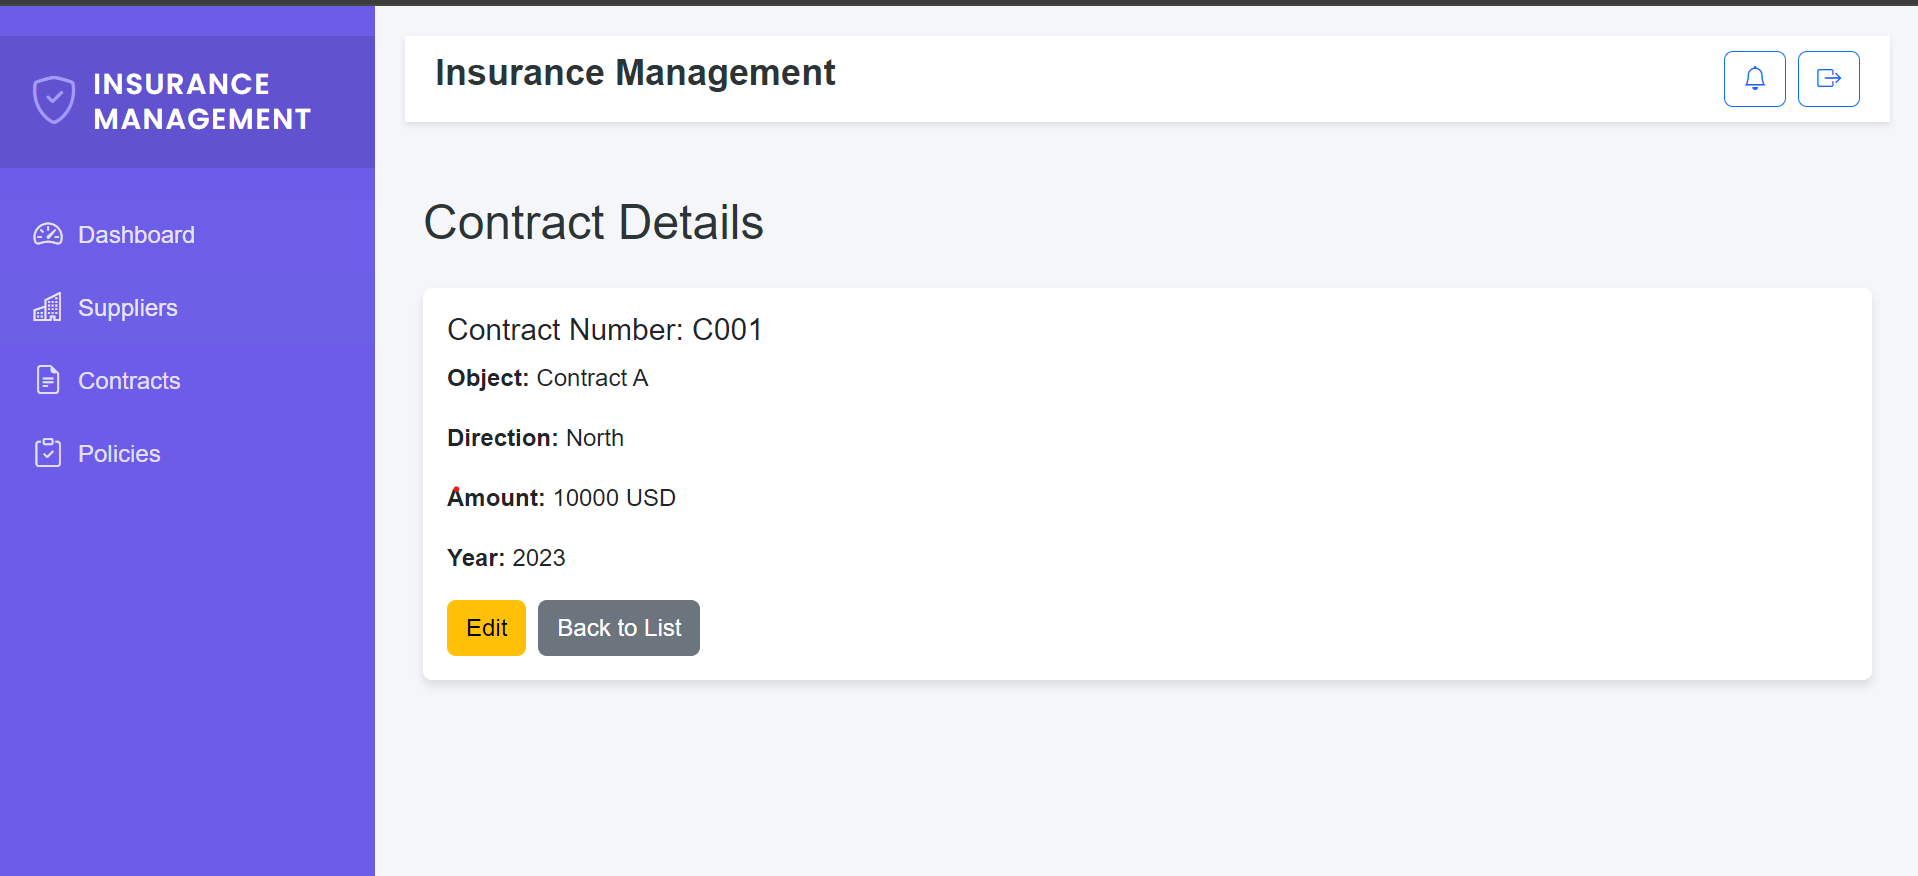 INSURANCE
MANAGEMENT
Dashboard
Suppliers
Contracts
Policies
Insurance Management
Contract Details
Contract Number: C001
Object: Contract A
Direction: North
Amount: 10000 USD
Year: 2023
Edit
Back to List